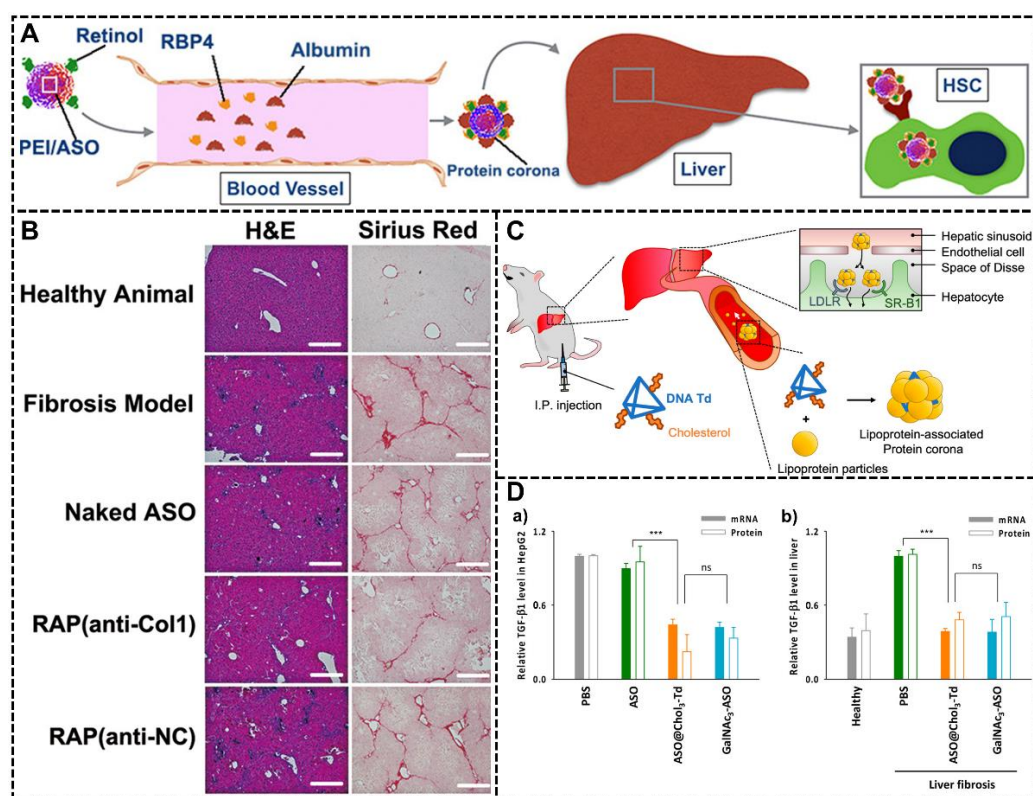 A
Retinol
RBP4
Albumin
PEI/ASO
Blood Vessel
Protein corona
Liver
HSC
B
H&E
Sirius Red
Healthy Animal
Fibrosis Model
Naked ASO
RAP(anti-Col1)
RAP(anti-NC)
C
Hepatic sinusoid
Endothelial cell
Space of Disse
Hepatocyte
LDLR
SR-B1
I.P. injection
DNA Td
Cholesterol
+
Lipoprotein particles
Lipoprotein-associated
Protein corona
D
a)
Relative TGF-β1 level in HepG2
1.2
0.6
0.0
mRNA
Protein
***
ns
PBS
ASO
ASO@Chol₃-Td
GalNAc₃-ASO
b)
Relative TGF-β1 level in liver
1.2
0.6
0.0
mRNA
Protein
***
ns
Healthy
PBS
ASO@Chol₃-Td
GalNAc₃-ASO
Liver fibrosis